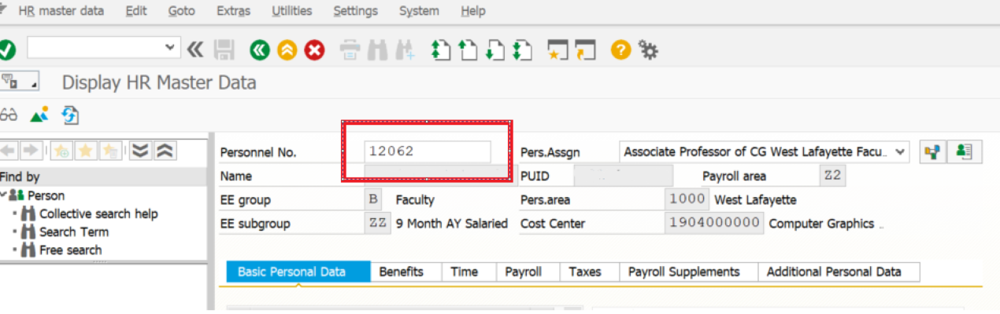 HR master data Edit Goto Extras Utilities Settings System Help
Display HR Master Data
Personnel No. 12062 Pers.Assgn Associate Professor of CG West Lafayette Facu..
Find by Name PUID Payroll area Z2
Person EE group B Faculty Pers.area 1000 West Lafayette
Collective search help EE subgroup ZZ 9 Month AY Salaried Cost Center 1904000000 Computer Graphics ..
Search Term
Free search
Basic Personal Data Benefits Time Payroll Taxes Payroll Supplements Additional Personal Data